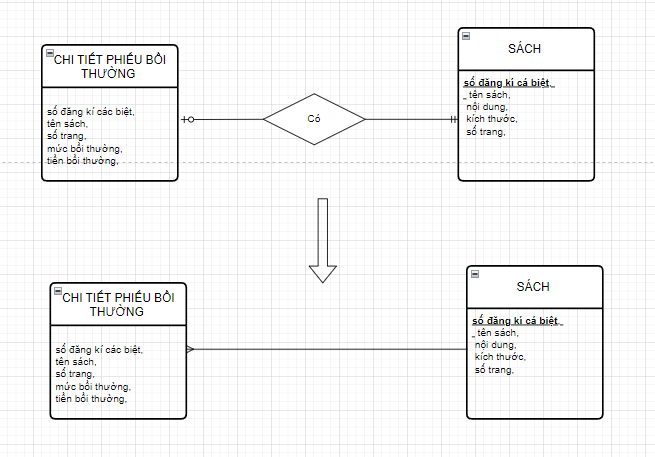 CHI TIẾT PHIẾU BỒI
THƯỜNG
số đăng kí các biệt,
tên sách,
số trang,
mức bồi thường,
tiền bồi thường,
Có
SÁCH
số đăng kí cá biệt,
tên sách,
nội dung,
kích thước,
số trang,
CHI TIẾT PHIẾU BỒI
THƯỜNG
số đăng kí các biệt,
tên sách,
số trang,
mức bồi thường,
tiền bồi thường,
SÁCH
số đăng kí cá biệt,
tên sách,
nội dung,
kích thước,
số trang,